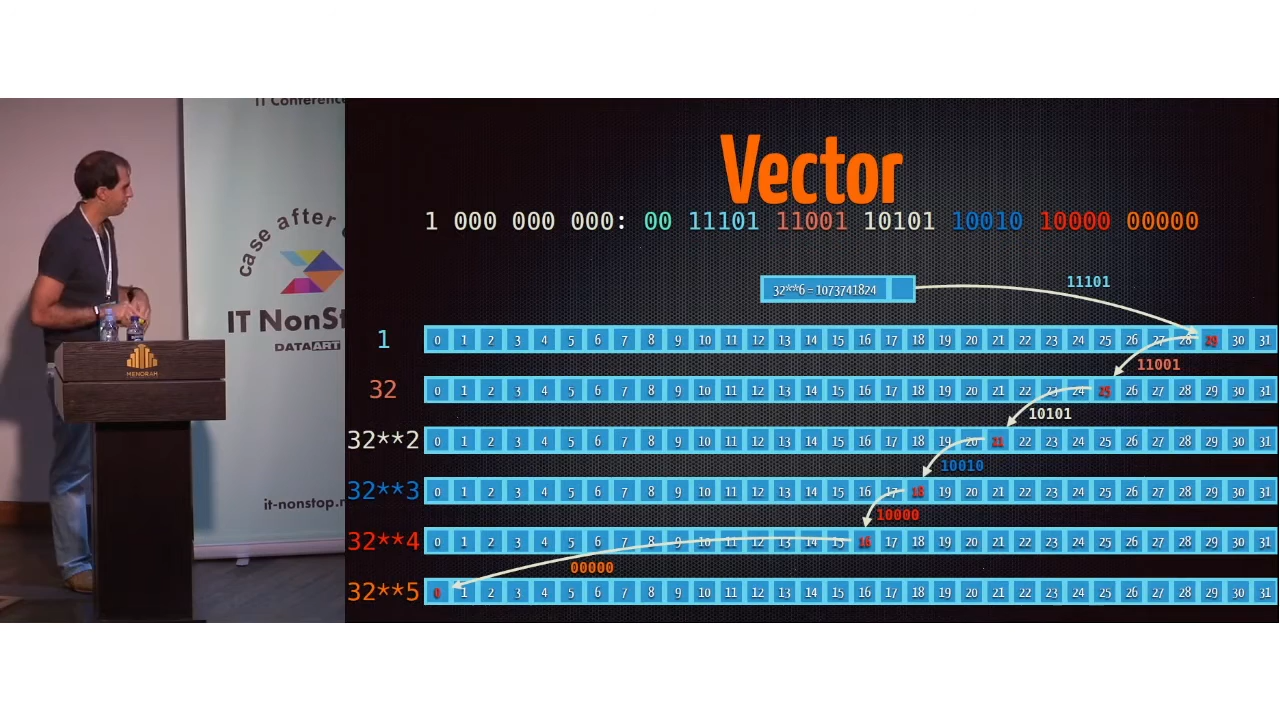 IT Conference
case after c
IT NonSt
DATAART
MENORAH
it-nonstop.n
Vector
1 000 000 000: 00 11101 11001 10101 10010 10000 00000
32**6 = 1073741824
11101
1 0 1 2 3 4 5 6 7 8 9 10 11 12 13 14 15 16 17 18 19 20 21 22 23 24 25 26 27 28 29 30 31
11001
32 0 1 2 3 4 5 6 7 8 9 10 11 12 13 14 15 16 17 18 19 20 21 22 23 24 25 26 27 28 29 30 31
10101
32**2 0 1 2 3 4 5 6 7 8 9 10 11 12 13 14 15 16 17 18 19 20 21 22 23 24 25 26 27 28 29 30 31
10010
32**3 0 1 2 3 4 5 6 7 8 9 10 11 12 13 14 15 16 17 18 19 20 21 22 23 24 25 26 27 28 29 30 31
10000
32**4 0 1 2 3 4 5 6 7 8 9 10 11 12 13 14 15 16 17 18 19 20 21 22 23 24 25 26 27 28 29 30 31
00000
32**5 0 1 2 3 4 5 6 7 8 9 10 11 12 13 14 15 16 17 18 19 20 21 22 23 24 25 26 27 28 29 30 31